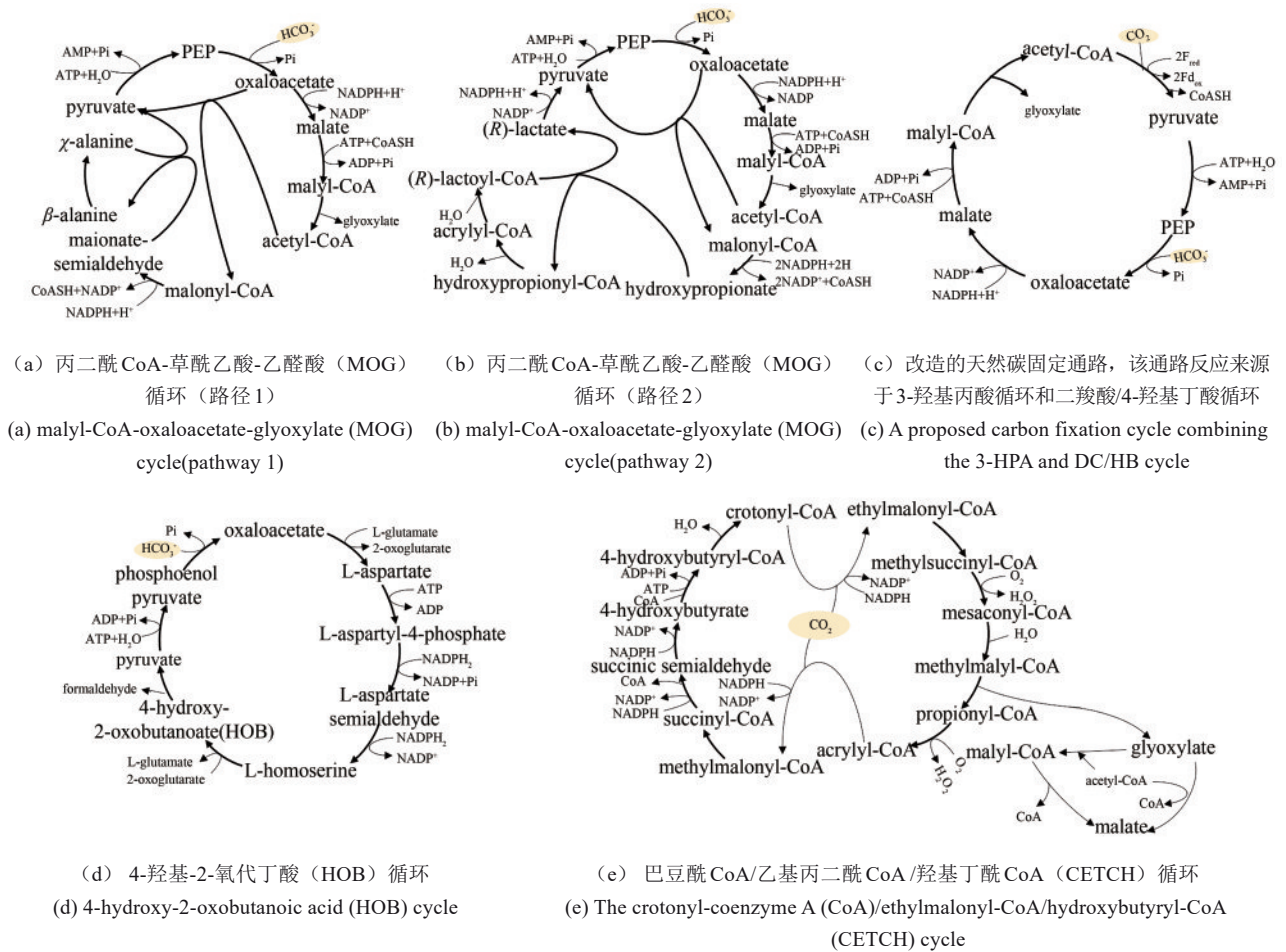 HCO₃⁻
AMP+Pi
PEP
Pi
ATP+H₂O
oxaloacetate
pyruvate
NADPH+H⁺
NADP⁺
malate
χ-alanine
ATP+CoASH
ADP+Pi
malyl-CoA
β-alanine
glyoxylate
maionate-
semialdehyde
acetyl-CoA
CoASH+NADP⁺
malonyl-CoA
NADPH+H⁺
HCO₃⁻
AMP+Pi
PEP
Pi
ATP+H₂O
oxaloacetate
pyruvate
NADPH+H⁺
NADPH+H⁺
NADP
NADP⁺
malate
(R)-lactate
ATP+CoASH
ADP+Pi
malyl-CoA
(R)-lactoyl-CoA
glyoxylate
acetyl-CoA
H₂O
acrylyl-CoA
malonyl-CoA
H₂O
2NADPH+2H
2NADP⁺+CoASH
hydroxypropionyl-CoA
hydroxypropionate
CO₂
acetyl-CoA
2F_red
2Fd_ox
CoASH
glyoxylate
pyruvate
malyl-CoA
ATP+H₂O
ADP+Pi
AMP+Pi
ATP+CoASH
malate
PEP
HCO₃⁻
NADP⁺
Pi
NADPH+H⁺
oxaloacetate
(a)丙二酰CoA-草酰乙酸-乙醛酸(MOG)
循环(路径1)
(a) malyl-CoA-oxaloacetate-glyoxylate (MOG)
cycle(pathway 1)
(b)丙二酰CoA-草酰乙酸-乙醛酸(MOG)
循环(路径2)
(b) malyl-CoA-oxaloacetate-glyoxylate (MOG)
cycle(pathway 2)
(c)改造的天然碳固定通路，该通路反应来源
于3-羟基丙酸循环和二羧酸/4-羟基丁酸循环
(c) A proposed carbon fixation cycle combining
the 3-HPA and DC/HB cycle
Pi
oxaloacetate
L-glutamate
HCO₃⁻
2-oxoglutarate
phosphoenol
pyruvate
L-aspartate
ATP
ADP
ADP+Pi
ATP+H₂O
L-aspartyl-4-phosphate
pyruvate
NADPH₂
NADP+Pi
formaldehyde
L-aspartate
semialdehyde
4-hydroxy-
2-oxobutanoate(HOB)
NADPH₂
NADP⁺
L-glutamate
2-oxoglutarate
L-homoserine
crotonyl-CoA
ethylmalonyl-CoA
H₂O
4-hydroxybutyryl-CoA
methylsuccinyl-CoA
ADP+Pi
ATP
CoA
NADP⁺
NADPH
O₂
H₂O₂
4-hydroxybutyrate
mesaconyl-CoA
CO₂
NADP⁺
NADPH
H₂O
succinic semialdehyde
methylmalyl-CoA
CoA
NADP⁺
NADPH
NADPH
NADP⁺
succinyl-CoA
propionyl-CoA
methylmalonyl-CoA
acrylyl-CoA
O₂
H₂O₂
malyl-CoA
glyoxylate
acetyl-CoA
CoA
CoA
malate
(d) 4-羟基-2-氧代丁酸(HOB)循环
(d) 4-hydroxy-2-oxobutanoic acid (HOB) cycle
(e) 巴豆酰CoA/乙基丙二酰CoA /羟基丁酰CoA(CETCH)循环
(e) The crotonyl-coenzyme A (CoA)/ethylmalonyl-CoA/hydroxybutyryl-CoA
(CETCH) cycle